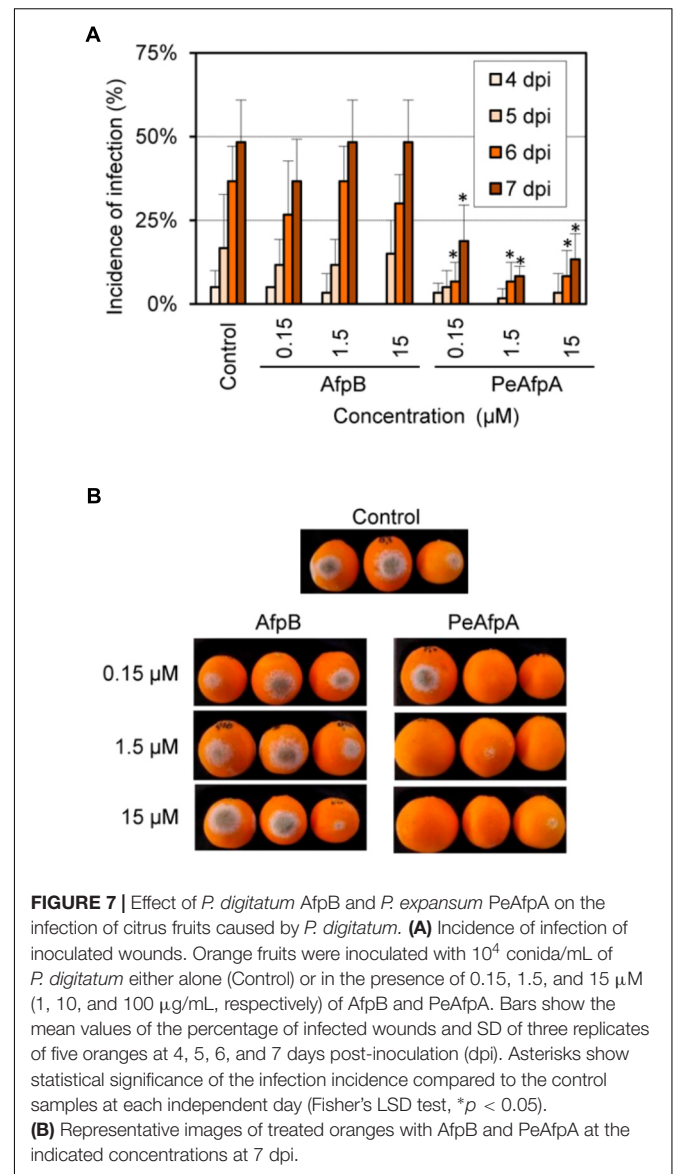 A
75%
50%
25%
0%
Incidence of infection (%)
4 dpi
5 dpi
6 dpi
7 dpi
* * * * * *
Control 0.15 1.5 15 0.15 1.5 15
AfpB PeAfpA
Concentration (µM)
B
Control
AfpB PeAfpA
0.15 µM
1.5 µM
15 µM
FIGURE 7 | Effect of P. digitatum AfpB and P. expansum PeAfpA on the
infection of citrus fruits caused by P. digitatum. (A) Incidence of infection of
inoculated wounds. Orange fruits were inoculated with 10⁴ conida/mL of
P. digitatum either alone (Control) or in the presence of 0.15, 1.5, and 15 µM
(1, 10, and 100 µg/mL, respectively) of AfpB and PeAfpA. Bars show the
mean values of the percentage of infected wounds and SD of three replicates
of five oranges at 4, 5, 6, and 7 days post-inoculation (dpi). Asterisks show
statistical significance of the infection incidence compared to the control
samples at each independent day (Fisher's LSD test, *p < 0.05).
(B) Representative images of treated oranges with AfpB and PeAfpA at the
indicated concentrations at 7 dpi.